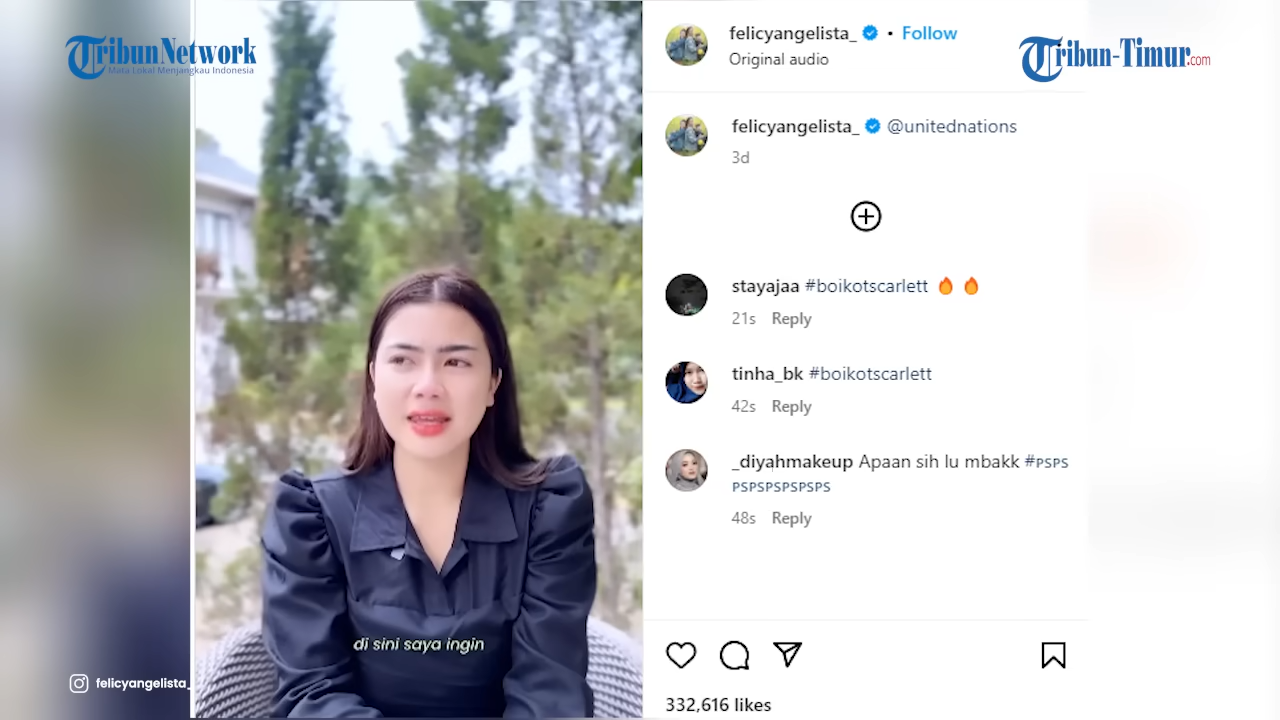 TribunNetwork
Mata Lokal Menjangkau Indonesia
felicyangelista_ • Follow
Original audio
Tribun-Timur.com
felicyangelista_ @unitednations
3d
stayajaa #boikotscarlett 🔥 🔥
21s Reply
tinha_bk #boikotscarlett
42s Reply
_diyahmakeup Apaan sih lu mbakk #ᴘsᴘs
ᴘsᴘsᴘsᴘsᴘsᴘs
48s Reply
di sini saya ingin
felicyangelista_
332,616 likes